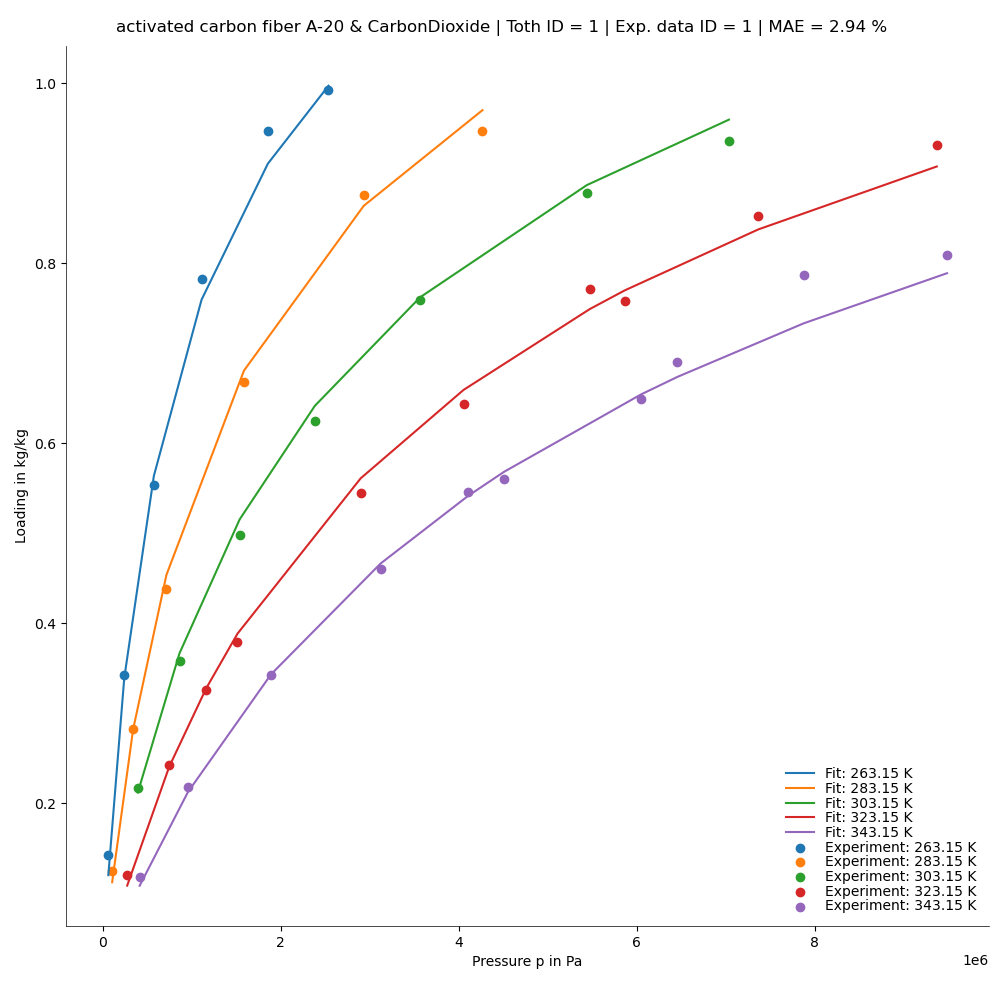 activated carbon fiber A-20 & CarbonDioxide | Toth ID = 1 | Exp. data ID = 1 | MAE = 2.94 %
1.0
0.8
0.6
0.4
0.2
Loading in kg/kg
Fit: 263.15 K
Fit: 283.15 K
Fit: 303.15 K
Fit: 323.15 K
Fit: 343.15 K
Experiment: 263.15 K
Experiment: 283.15 K
Experiment: 303.15 K
Experiment: 323.15 K
Experiment: 343.15 K
0 2 4 6 8
1e6
Pressure p in Pa